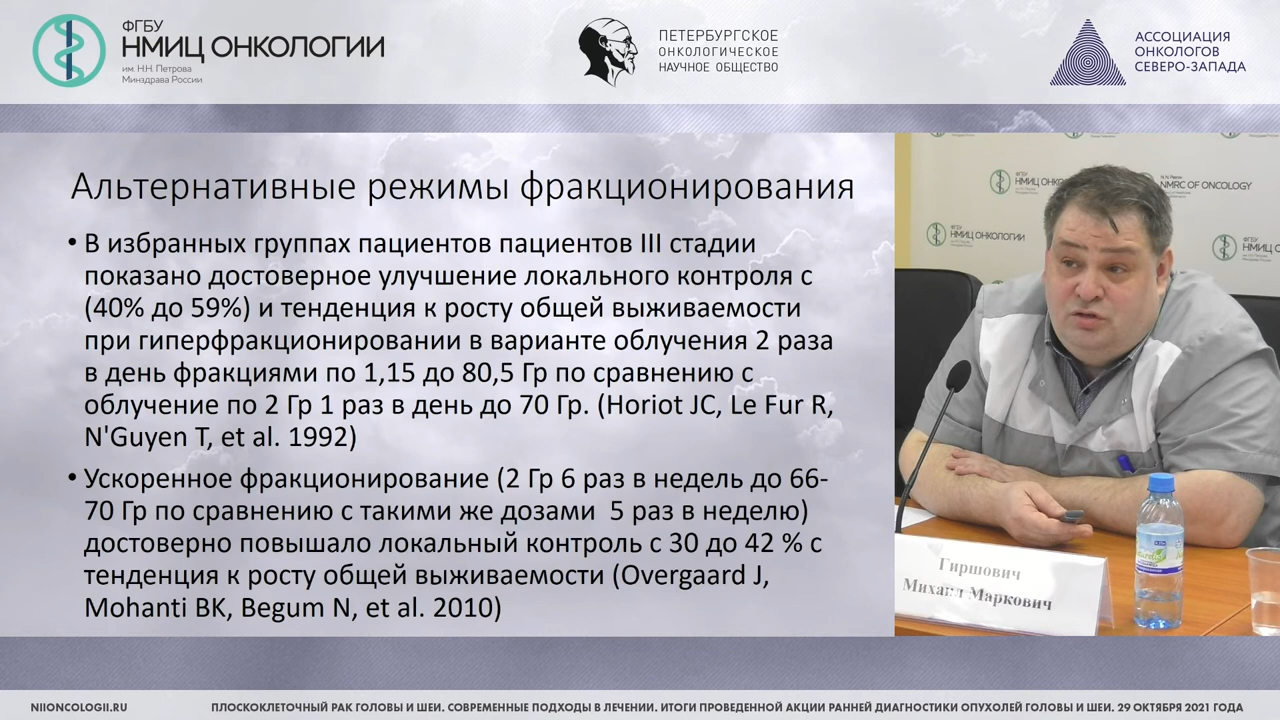 ФГБУ
НМИЦ ОНКОЛОГИИ
им. Н.Н. Петрова
Минздрава России
ПЕТЕРБУРГСКОЕ
ОНКОЛОГИЧЕСКОЕ
НАУЧНОЕ ОБЩЕСТВО
АССОЦИАЦИЯ
ОНКОЛОГОВ
СЕВЕРО-ЗАПАДА
Альтернативные режимы фракционирования
• В избранных группах пациентов пациентов III стадии
показано достоверное улучшение локального контроля с
(40% до 59%) и тенденция к росту общей выживаемости
при гиперфракционировании в варианте облучения 2 раза
в день фракциями по 1,15 до 80,5 Гр по сравнению с
облучение по 2 Гр 1 раз в день до 70 Гр. (Horiot JC, Le Fur R,
N'Guyen T, et al. 1992)
• Ускоренное фракционирование (2 Гр 6 раз в недель до 66-
70 Гр по сравнению с такими же дозами 5 раз в неделю)
достоверно повышало локальный контроль с 30 до 42 % с
тенденция к росту общей выживаемости (Overgaard J,
Mohanti BK, Begum N, et al. 2010)
ФГБУ
НМИЦ ОНКО
NMRC OF ONCOLOGY
ФГБУ
НМИЦ ОНКОЛОГИИ
ФГБУ
НМИЦ О
Гиршович
Михаил Маркович
NIIONCOLOGII.RU
ПЛОСКОКЛЕТОЧНЫЙ РАК ГОЛОВЫ И ШЕИ. СОВРЕМЕННЫЕ ПОДХОДЫ В ЛЕЧЕНИИ. ИТОГИ ПРОВЕДЕННОЙ АКЦИИ РАННЕЙ ДИАГНОСТИКИ ОПУХОЛЕЙ ГОЛОВЫ И ШЕИ. 29 ОКТЯБРЯ 2021 ГОДА